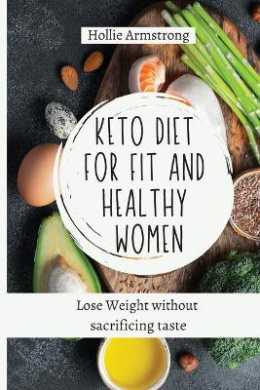 Hollie Armstrong
KETO DIET
FOR FIT AND
HEALTHY
WOMEN
Lose Weight without
sacrificing taste